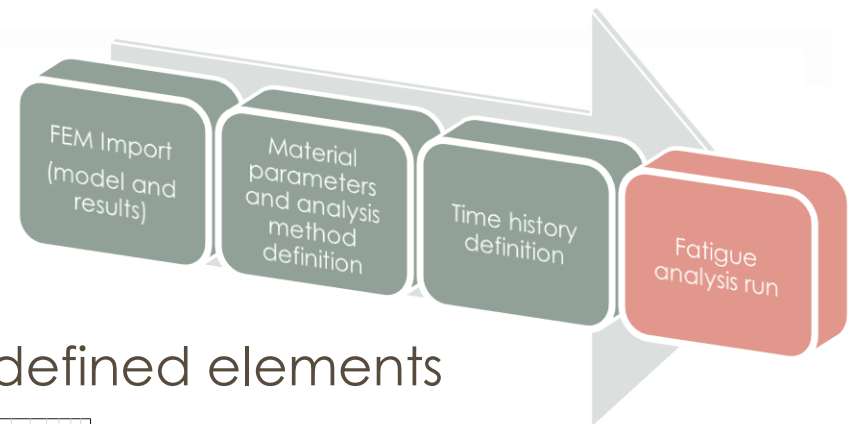 FEM Import
(model and
results)
Material
parameters
and analysis
method
definition
Time history
definition
Fatigue
analysis run
defined elements